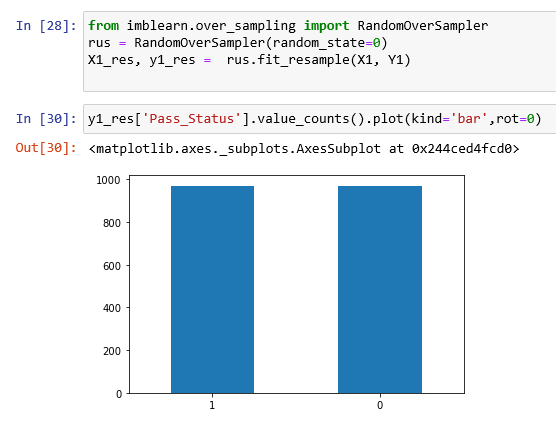 In [28]: from imblearn.over_sampling import RandomOverSampler
rus = RandomOverSampler(random_state=0)
X1_res, y1_res =  rus.fit_resample(X1, Y1)
In [30]: y1_res['Pass_Status'].value_counts().plot(kind='bar',rot=0)
Out[30]: <matplotlib.axes._subplots.AxesSubplot at 0x244ced4fcd0>
1000
800
600
400
200
0
1 0